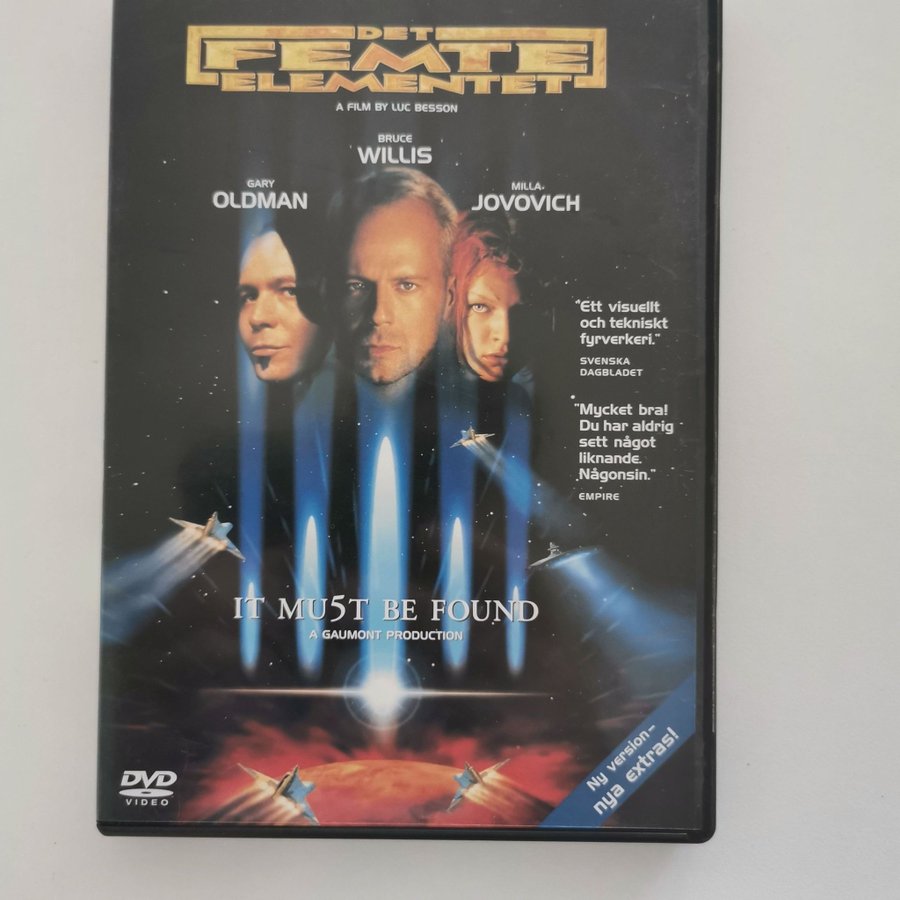 DET
FEMTE
ELEMENTET
A FILM BY LUC BESSON
BRUCE
WILLIS
GARY
OLDMAN
MILLA
JOVOVICH
"Ett visuellt
och tekniskt
fyrverkeri."
SVENSKA
DAGBLADET
"Mycket bra!
Du har aldrig
sett något
liknande.
Någonsin."
EMPIRE
IT MU5T BE FOUND
A GAUMONT PRODUCTION
Ny version-
nya extras!
DVD
VIDEO